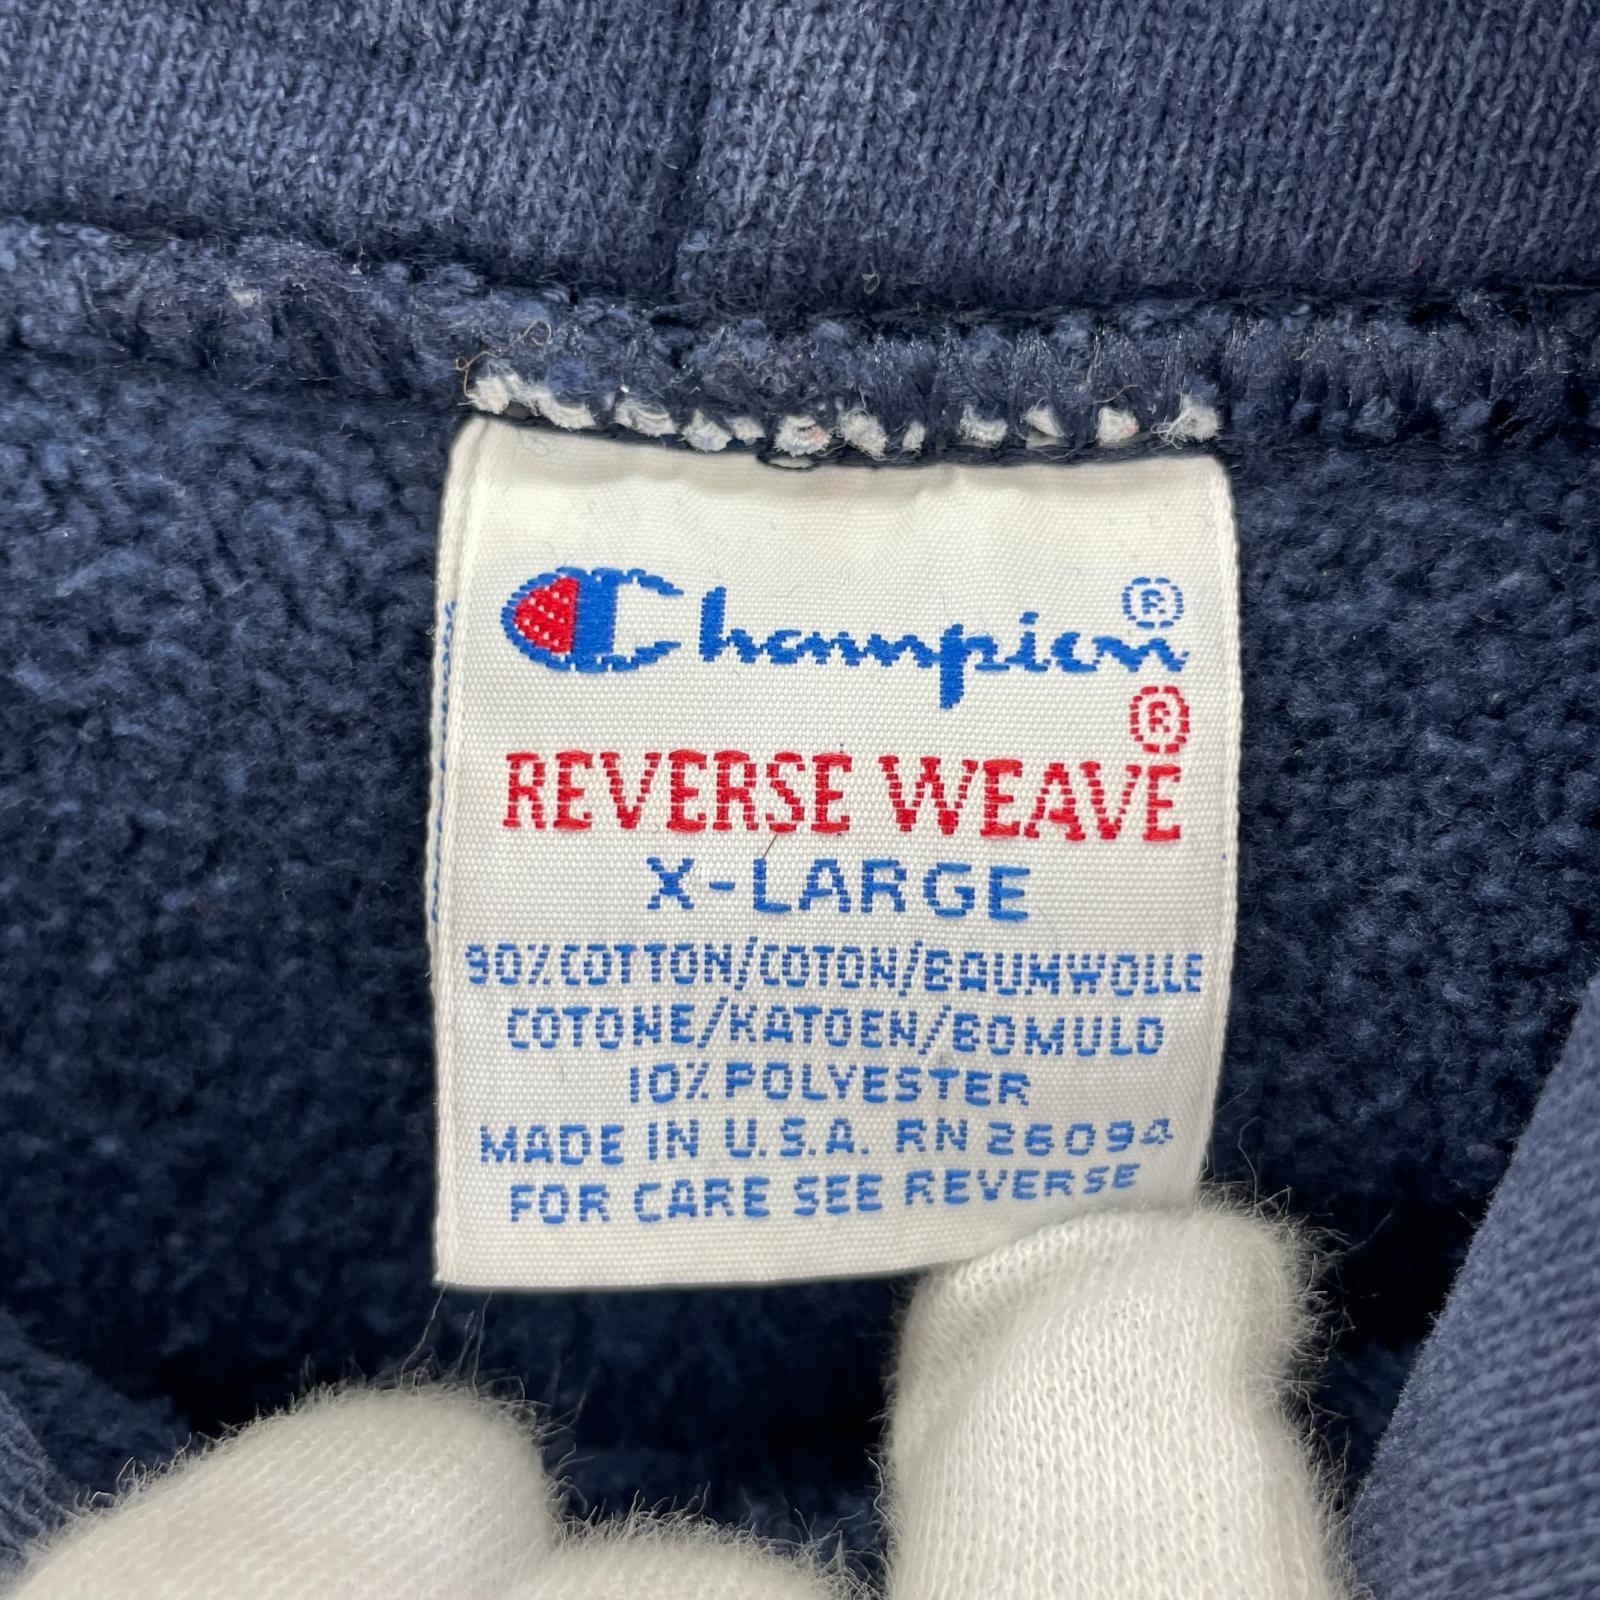 Champion®
®
REVERSE WEAVE
X-LARGE
90% COTTON/COTON/BAUMWOLLE
COTONE/KATOEN/BOMULD
10% POLYESTER
MADE IN U.S.A. RN 26094
FOR CARE SEE REVERSE